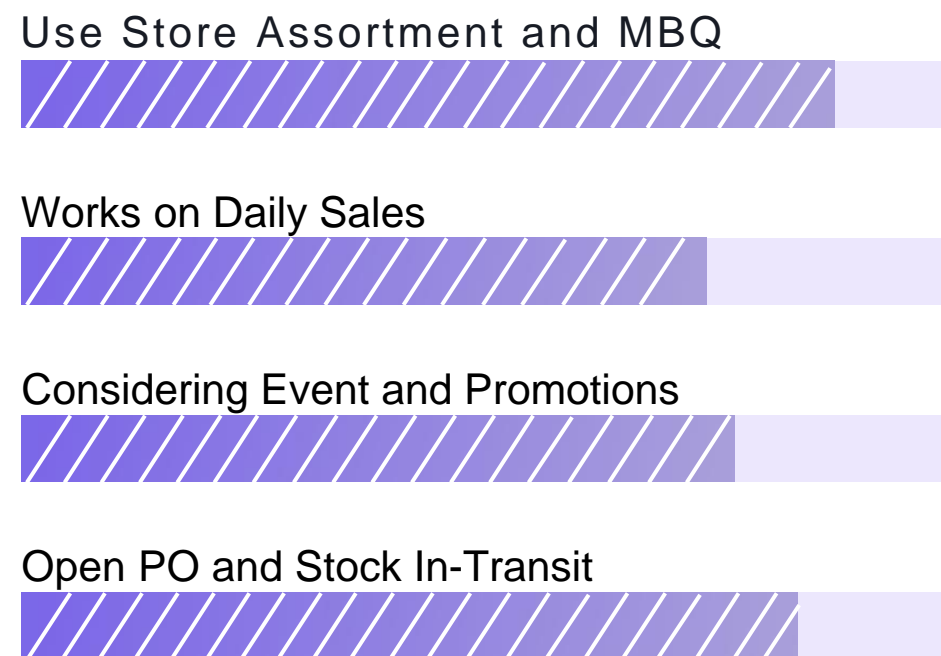 Use Store Assortment and MBQ
Works on Daily Sales
Considering Event and Promotions
Open PO and Stock In-Transit